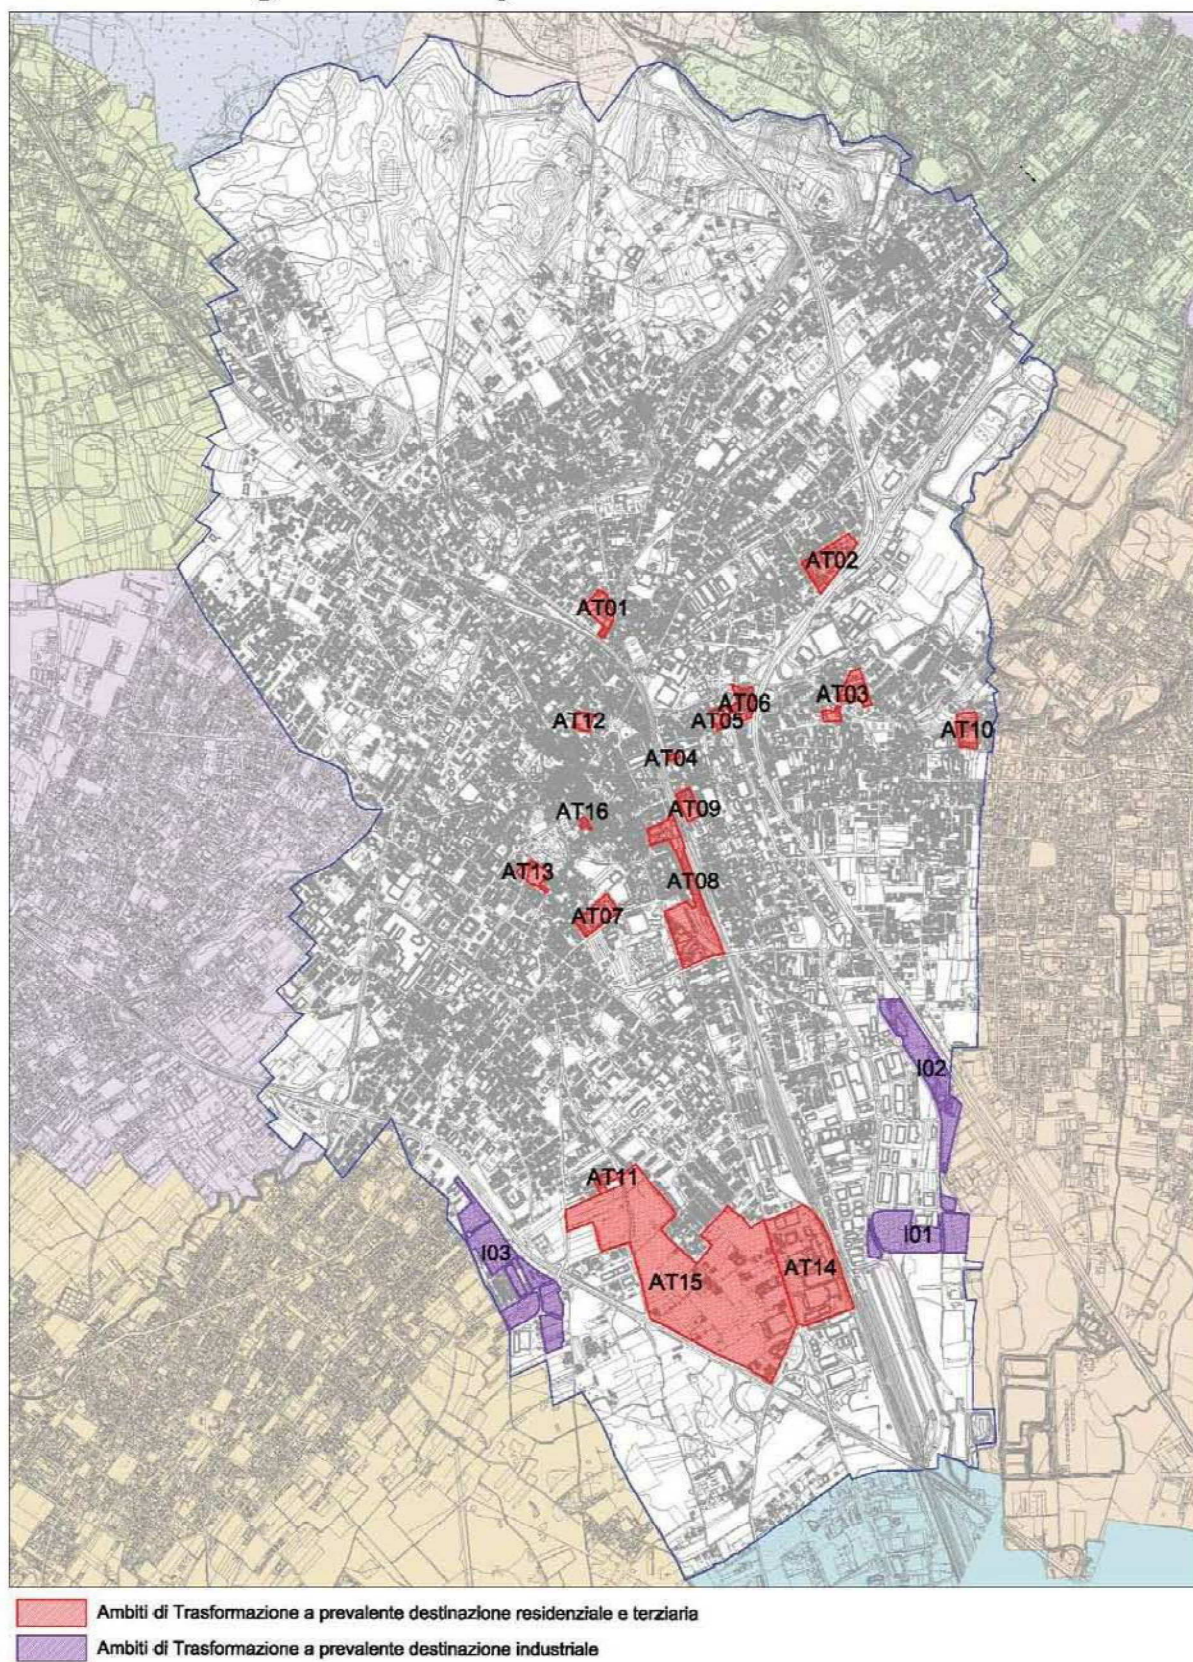 AT02
AT01
AT03
AT06
AT12
AT05
AT10
AT04
AT09
AT16
AT13
AT08
AT07
I02
AT11
I01
I03
AT14
AT15
Ambiti di Trasformazione a prevalente destinazione residenziale e terziaria
Ambiti di Trasformazione a prevalente destinazione industriale